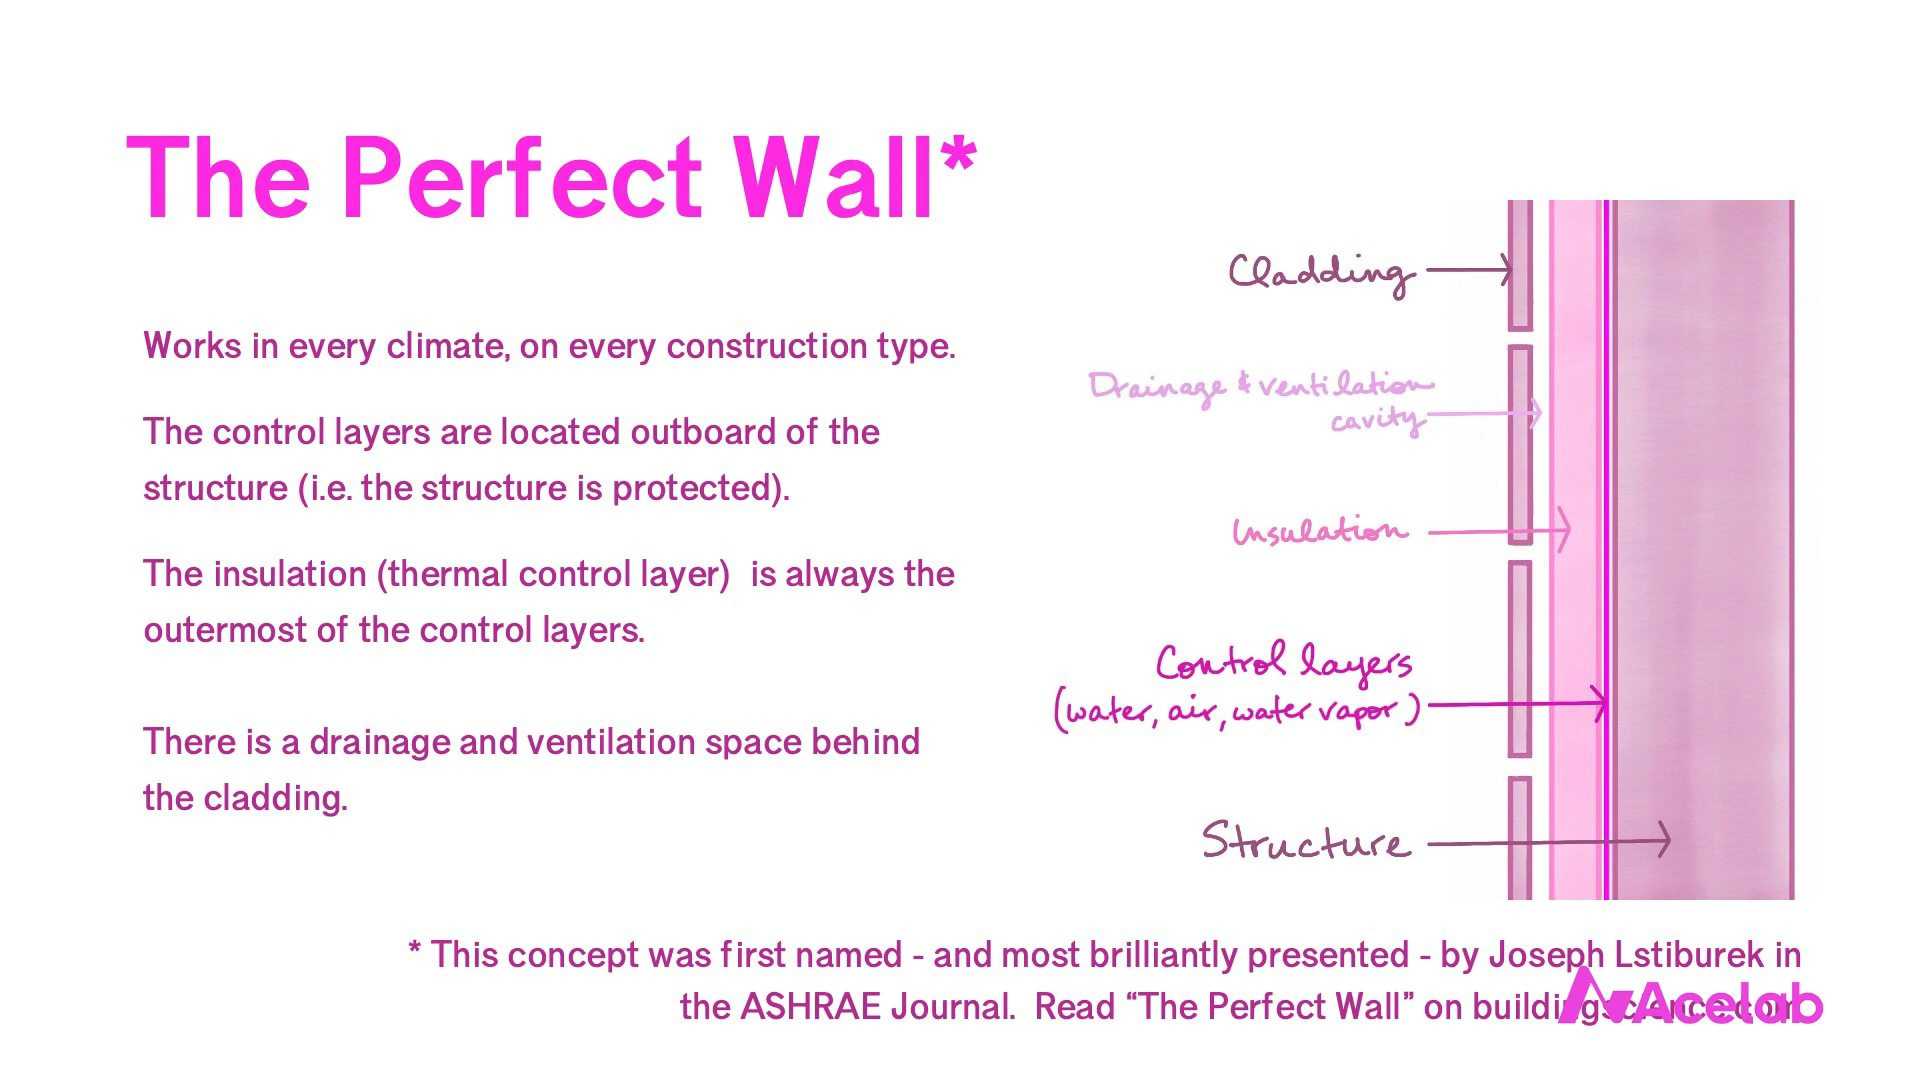 The Perfect Wall*
Works in every climate, on every construction type.
The control layers are located outboard of the
structure (i.e. the structure is protected).
The insulation (thermal control layer)  is always the
outermost of the control layers.
There is a drainage and ventilation space behind
the cladding.
Cladding
Drainage & ventilation
cavity
Insulation
Control layers
(water, air, water vapor)
Structure
* This concept was first named - and most brilliantly presented - by Joseph Lstiburek in
the ASHRAE Journal.  Read “The Perfect Wall” on buildingscience.com
Acelab